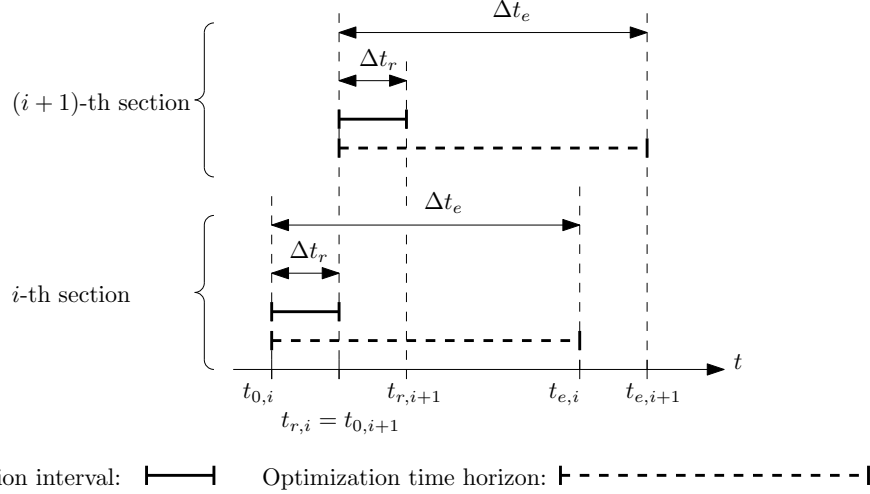 Δt_e
Δt_r
(i + 1)-th section
Δt_e
Δt_r
i-th section
t
t_{0,i} t_{r,i+1} t_{e,i} t_{e,i+1}
t_{r,i} = t_{0,i+1}
interval: Optimization time horizon: